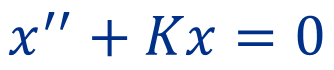 x′′ + Kx = 0